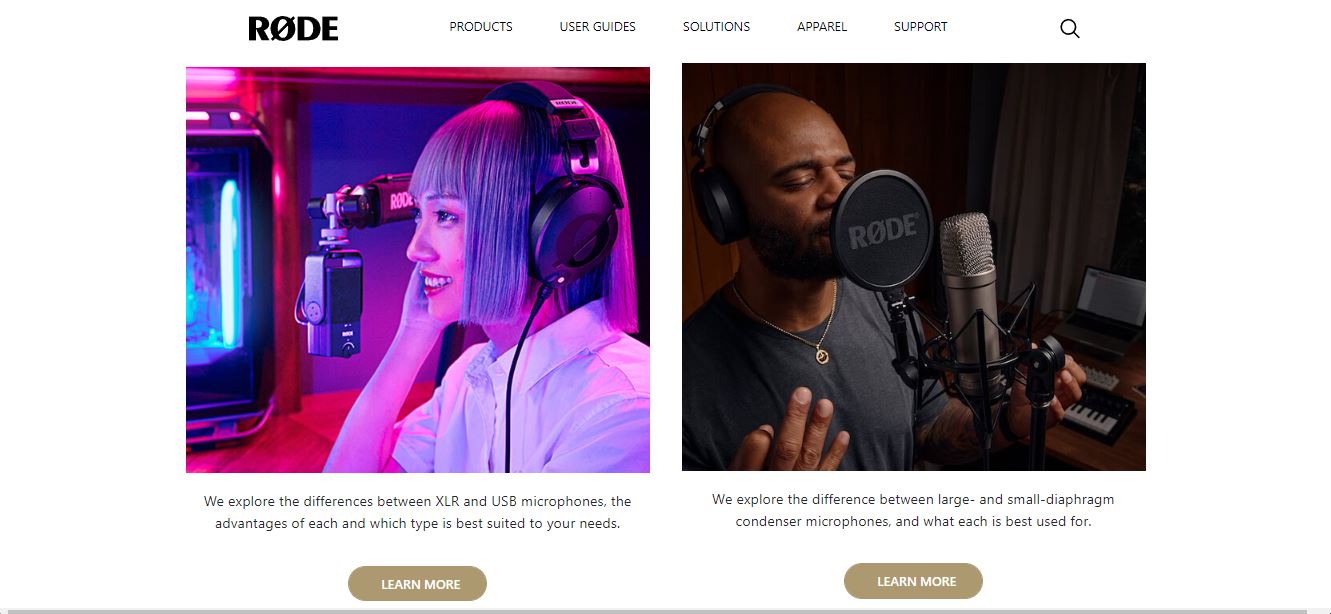 RØDE
PRODUCTS
USER GUIDES
SOLUTIONS
APPAREL
SUPPORT
RØDE
RØDE
RØDE
RØDE
We explore the differences between XLR and USB microphones, the
advantages of each and which type is best suited to your needs.
We explore the difference between large- and small-diaphragm
condenser microphones, and what each is best used for.
LEARN MORE
LEARN MORE